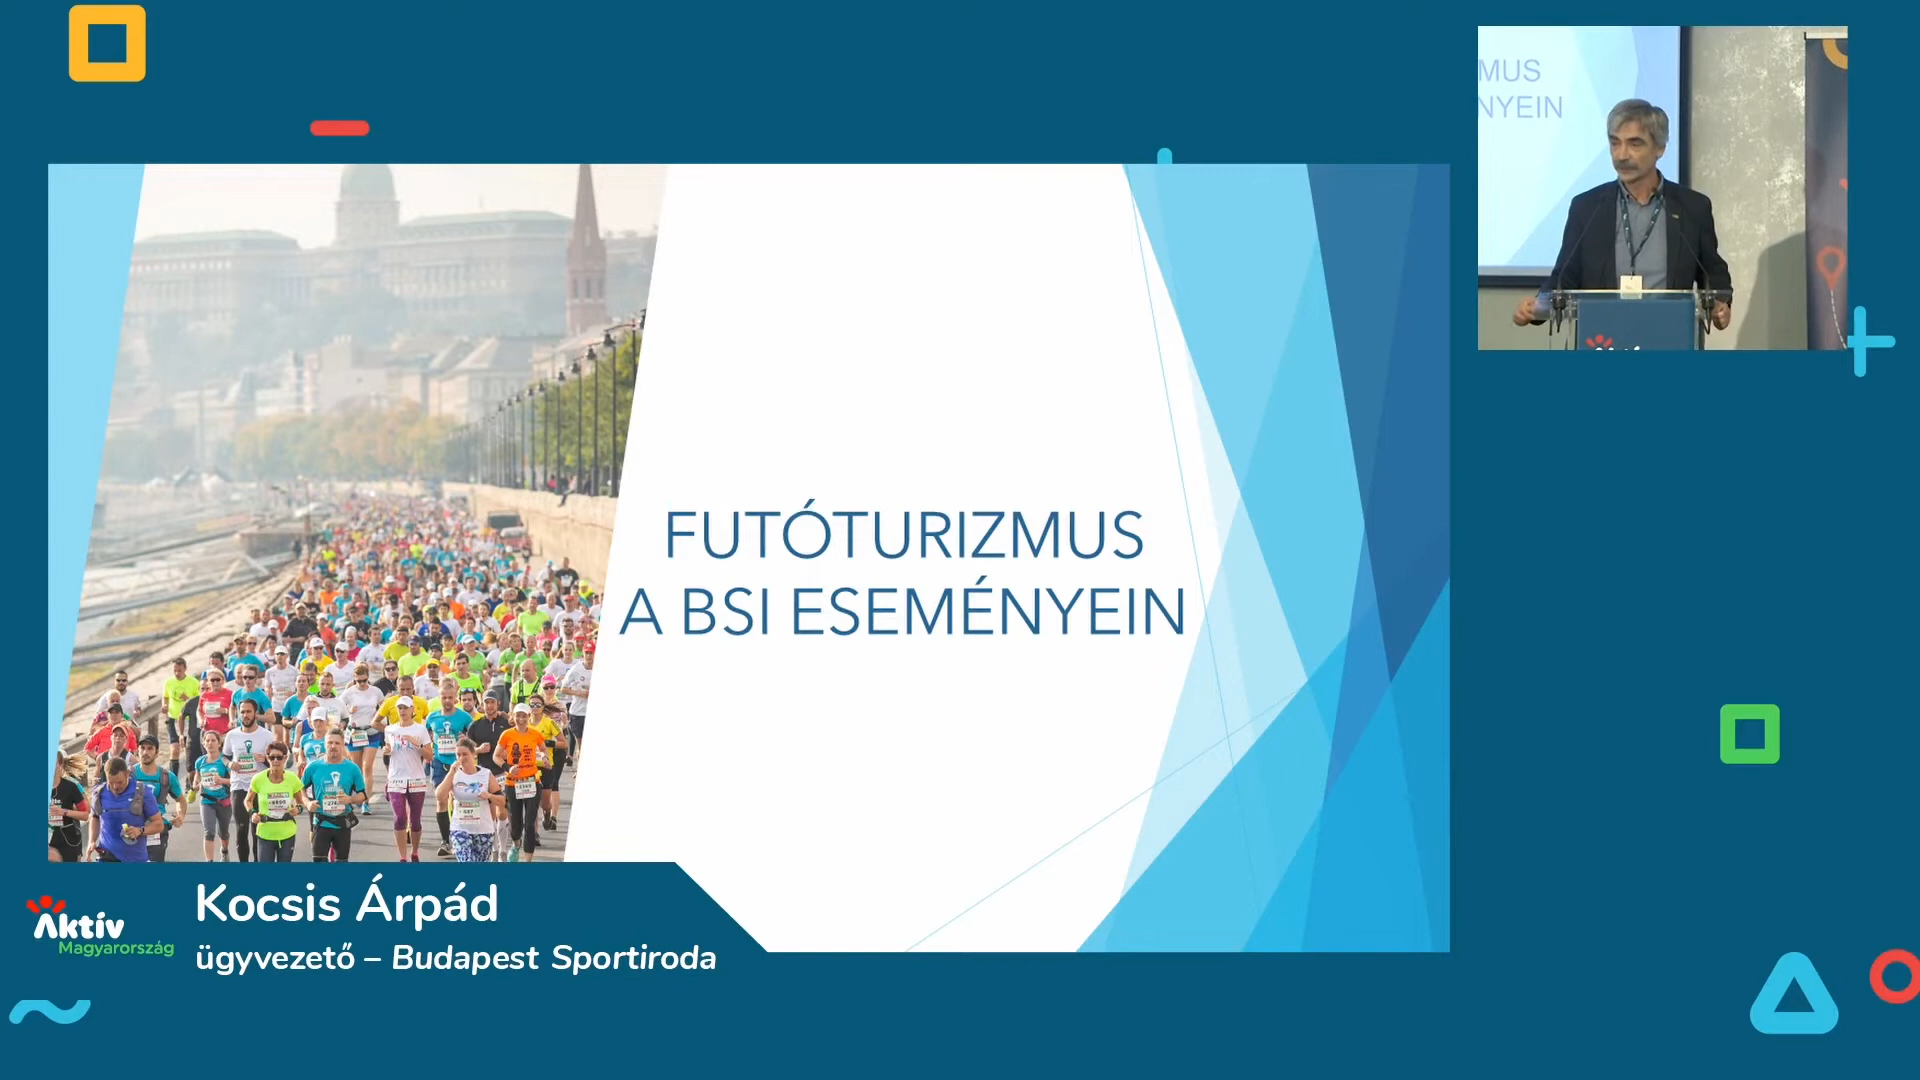 MUS
NYEIN
FUTÓTURIZMUS
A BSI ESEMÉNYEIN
Kocsis Árpád
Aktív
Magyarország
ügyvezető – Budapest Sportiroda